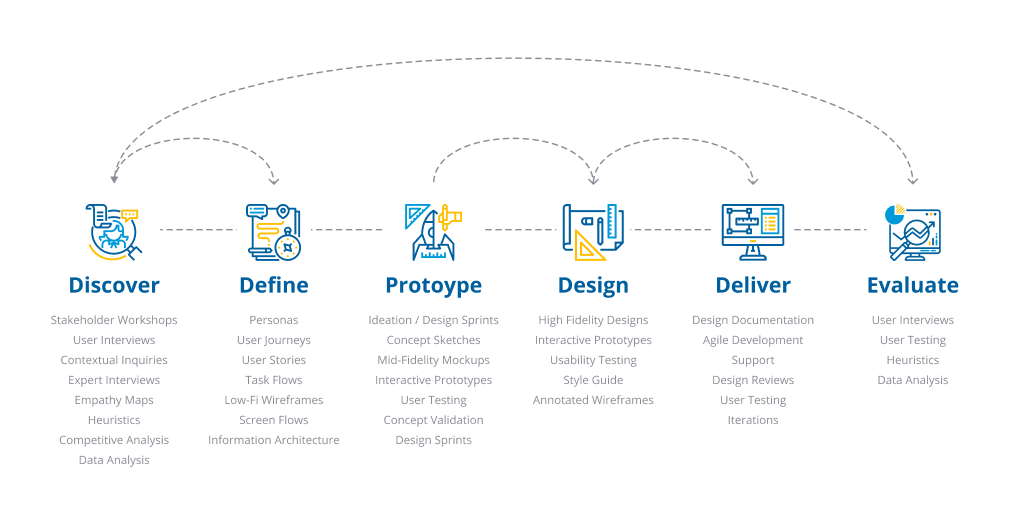 Discover
Stakeholder Workshops
User Interviews
Contextual Inquiries
Expert Interviews
Empathy Maps
Heuristics
Competitive Analysis
Data Analysis
Define
Personas
User Journeys
User Stories
Task Flows
Low-Fi Wireframes
Screen Flows
Information Architecture
Protoype
Ideation / Design Sprints
Concept Sketches
Mid-Fidelity Mockups
Interactive Prototypes
User Testing
Concept Validation
Design Sprints
Design
High Fidelity Designs
Interactive Prototypes
Usability Testing
Style Guide
Annotated Wireframes
Deliver
Design Documentation
Agile Development
Support
Design Reviews
User Testing
Iterations
Evaluate
User Interviews
User Testing
Heuristics
Data Analysis